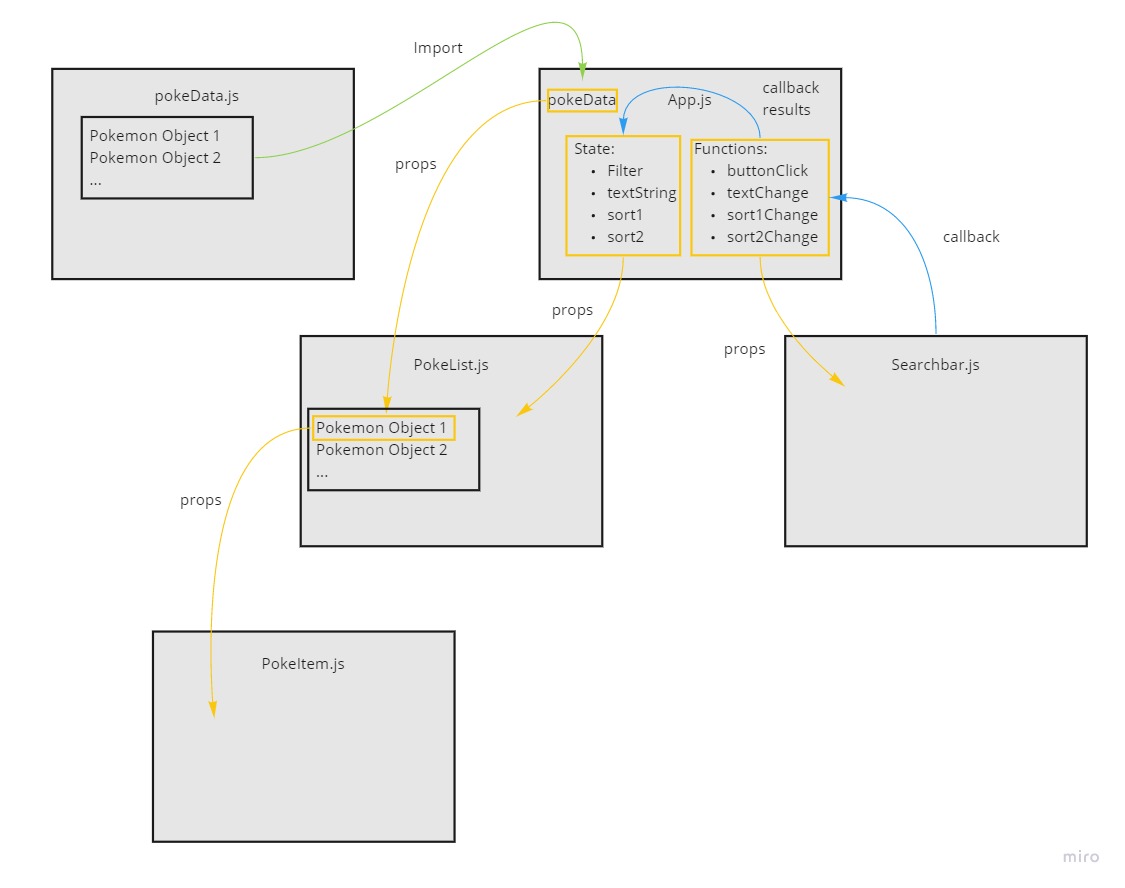 Import
pokeData.js
Pokemon Object 1
Pokemon Object 2
...
pokeData
App.js
callback
results
State:
• Filter
• textString
• sort1
• sort2
Functions:
• buttonClick
• textChange
• sort1Change
• sort2Change
props
callback
props
props
PokeList.js
Pokemon Object 1
Pokemon Object 2
...
Searchbar.js
props
PokeItem.js
miro